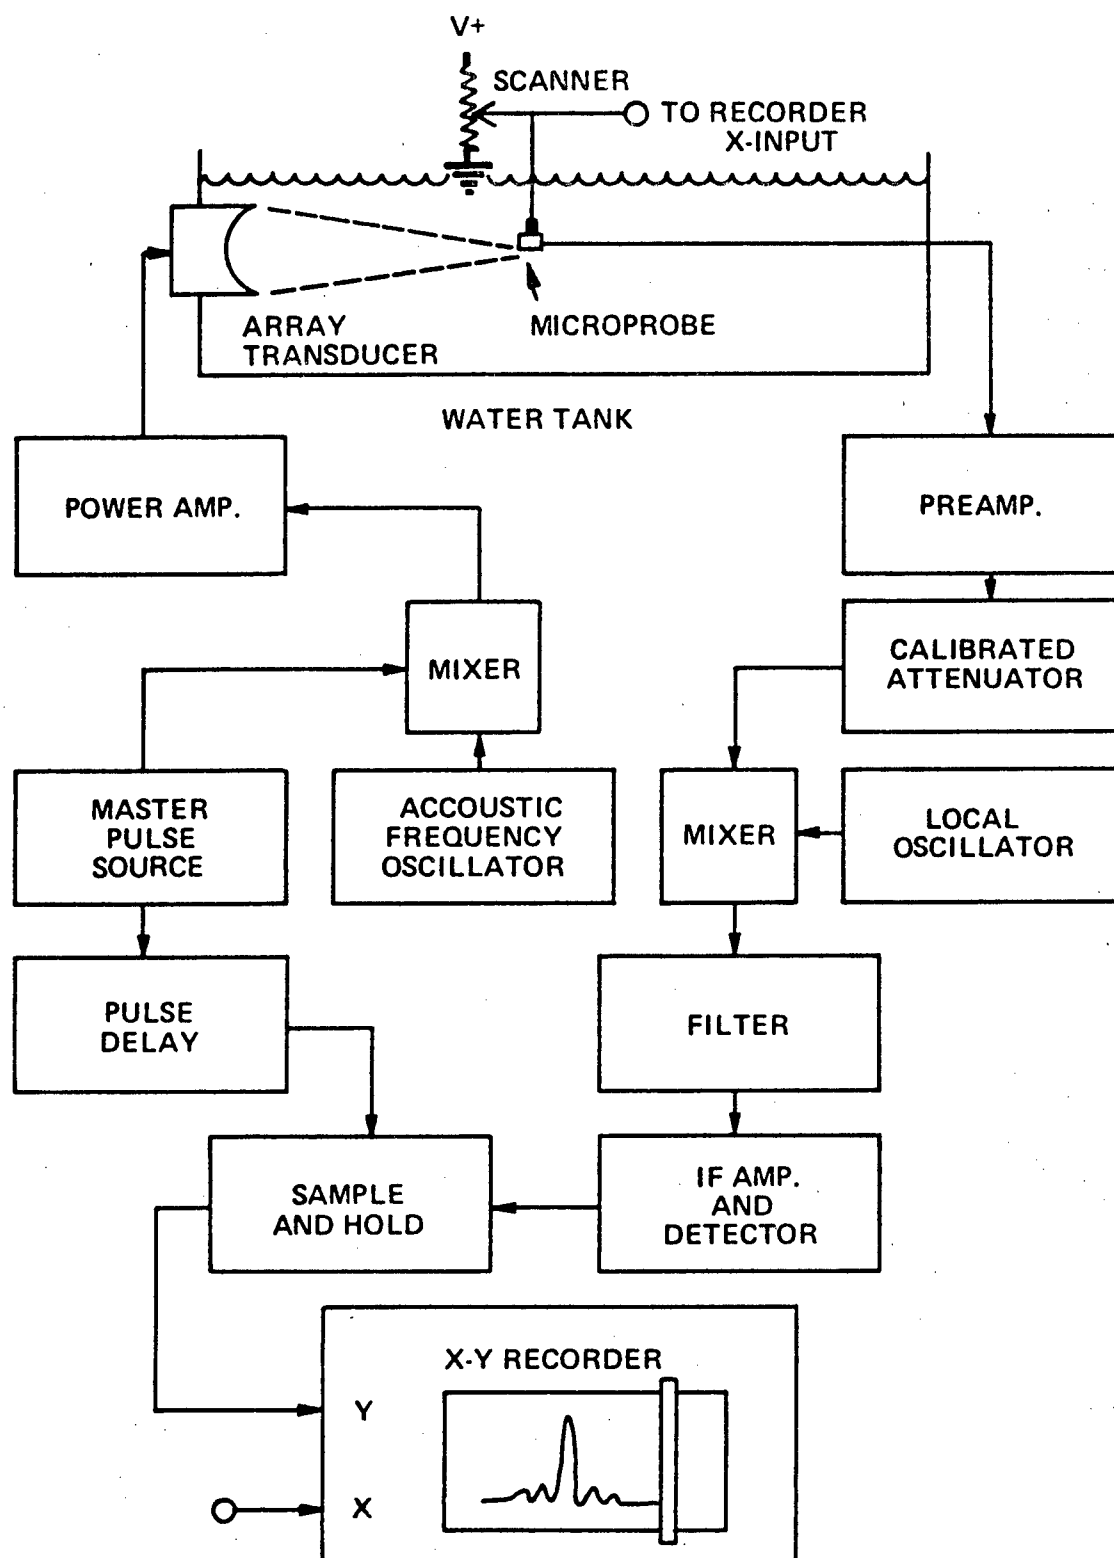 V+
SCANNER
TO RECORDER
X-INPUT
ARRAY
TRANSDUCER
MICROPROBE
WATER TANK
POWER AMP.
PREAMP.
MIXER
CALIBRATED
ATTENUATOR
MASTER
PULSE
SOURCE
ACCOUSTIC
FREQUENCY
OSCILLATOR
MIXER
LOCAL
OSCILLATOR
PULSE
DELAY
FILTER
SAMPLE
AND HOLD
IF AMP.
AND
DETECTOR
X-Y RECORDER
Y
X